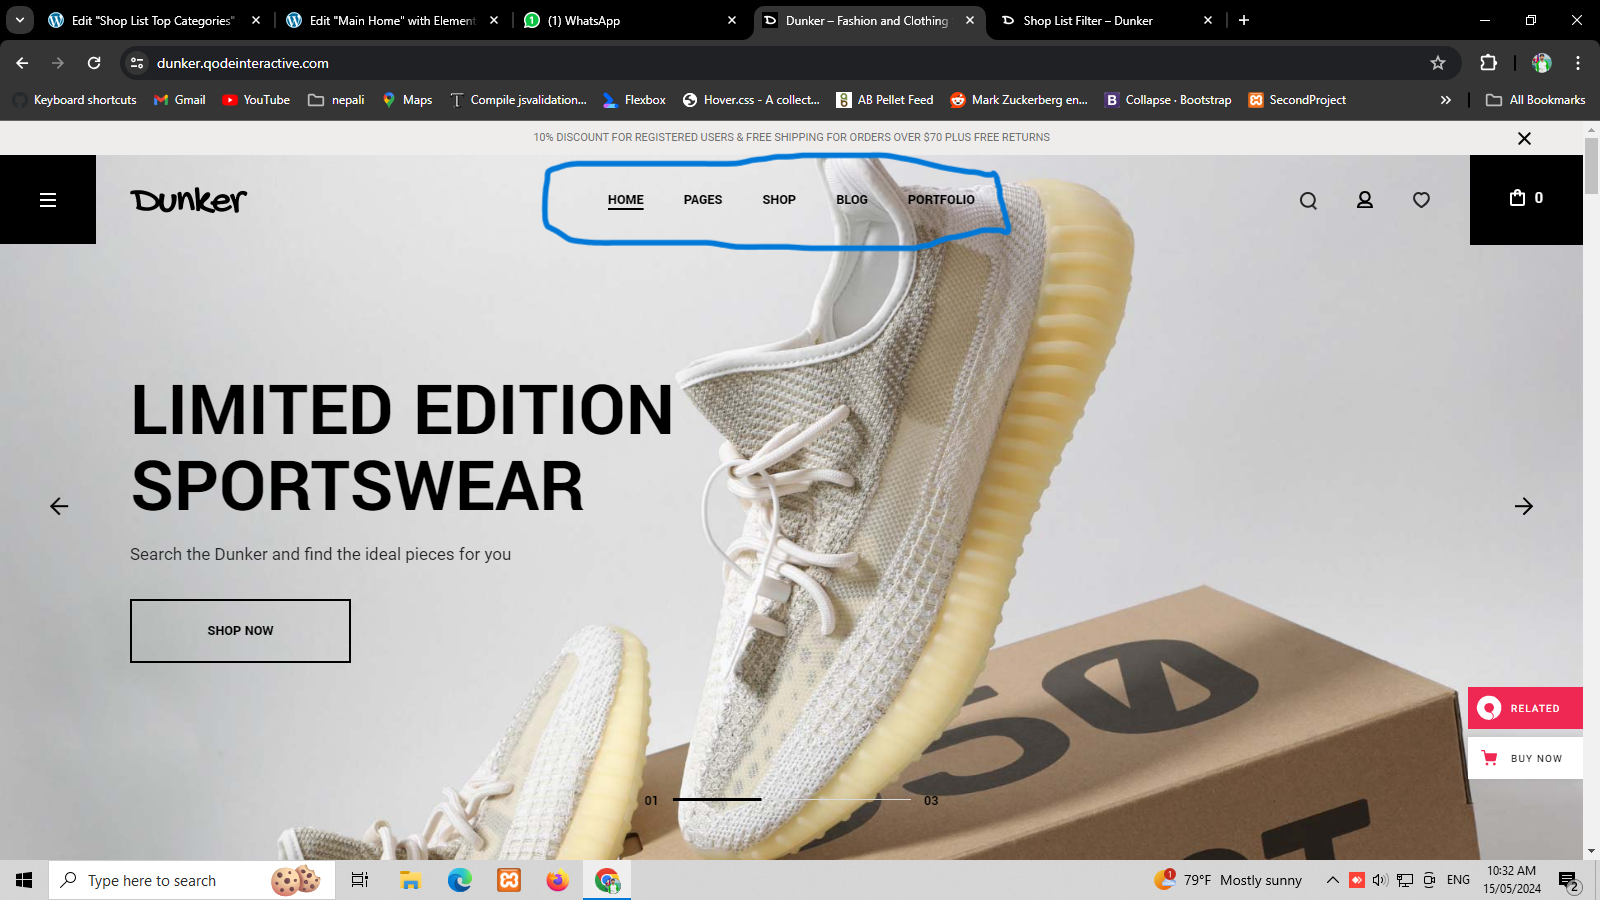 Edit "Shop List Top Categories"
Edit "Main Home" with Element
(1) WhatsApp
Dunker – Fashion and Clothing
Shop List Filter – Dunker
dunker.qodeinteractive.com
Keyboard shortcuts
Gmail
YouTube
nepali
Maps
Compile jsvalidation...
Flexbox
Hover.css - A collect...
AB Pellet Feed
Mark Zuckerberg en...
Collapse · Bootstrap
SecondProject
All Bookmarks
10% DISCOUNT FOR REGISTERED USERS & FREE SHIPPING FOR ORDERS OVER $70 PLUS FREE RETURNS
Dunker
HOME
PAGES
SHOP
BLOG
PORTFOLIO
0
LIMITED EDITION
SPORTSWEAR
Search the Dunker and find the ideal pieces for you
SHOP NOW
RELATED
BUY NOW
01
03
Type here to search
1
79°F Mostly sunny
ENG
10:32 AM
15/05/2024
2